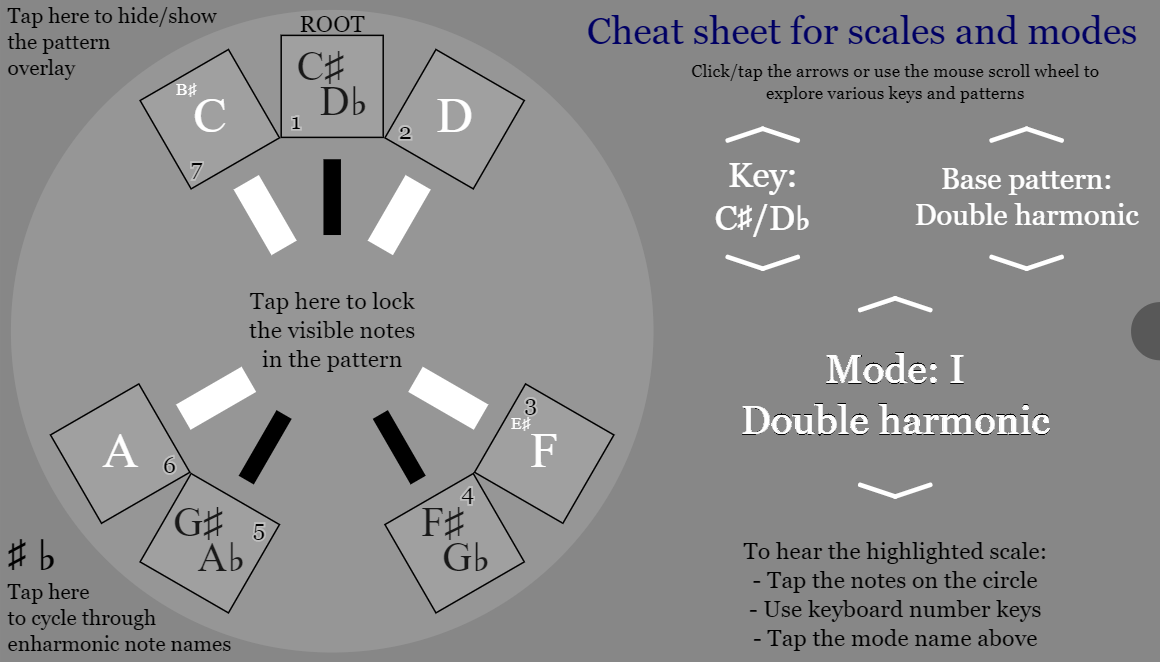 Tap here to hide/show
the pattern
overlay
ROOT
C♯
D♭
1
B♯
C
7
D
2
Tap here to lock
the visible notes
in the pattern
A
6
G♯
A♭
5
F♯
G♭
4
3
E♯
F
♯ ♭
Tap here
to cycle through
enharmonic note names
Cheat sheet for scales and modes
Click/tap the arrows or use the mouse scroll wheel to
explore various keys and patterns
Key:
C♯/D♭
Base pattern:
Double harmonic
Mode: I
Double harmonic
To hear the highlighted scale:
- Tap the notes on the circle
- Use keyboard number keys
- Tap the mode name above